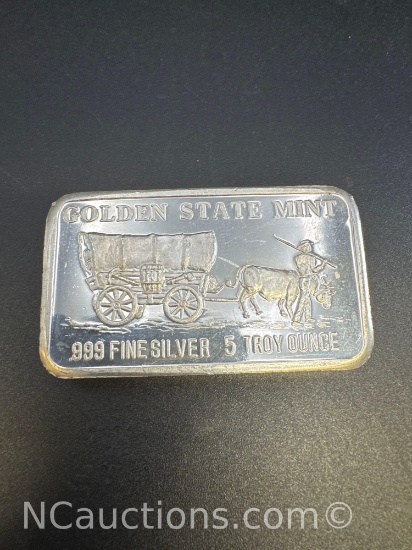 GOLDEN STATE MINT
.999 FINE SILVER 5 TROY OUNCE
NCauctions.com©